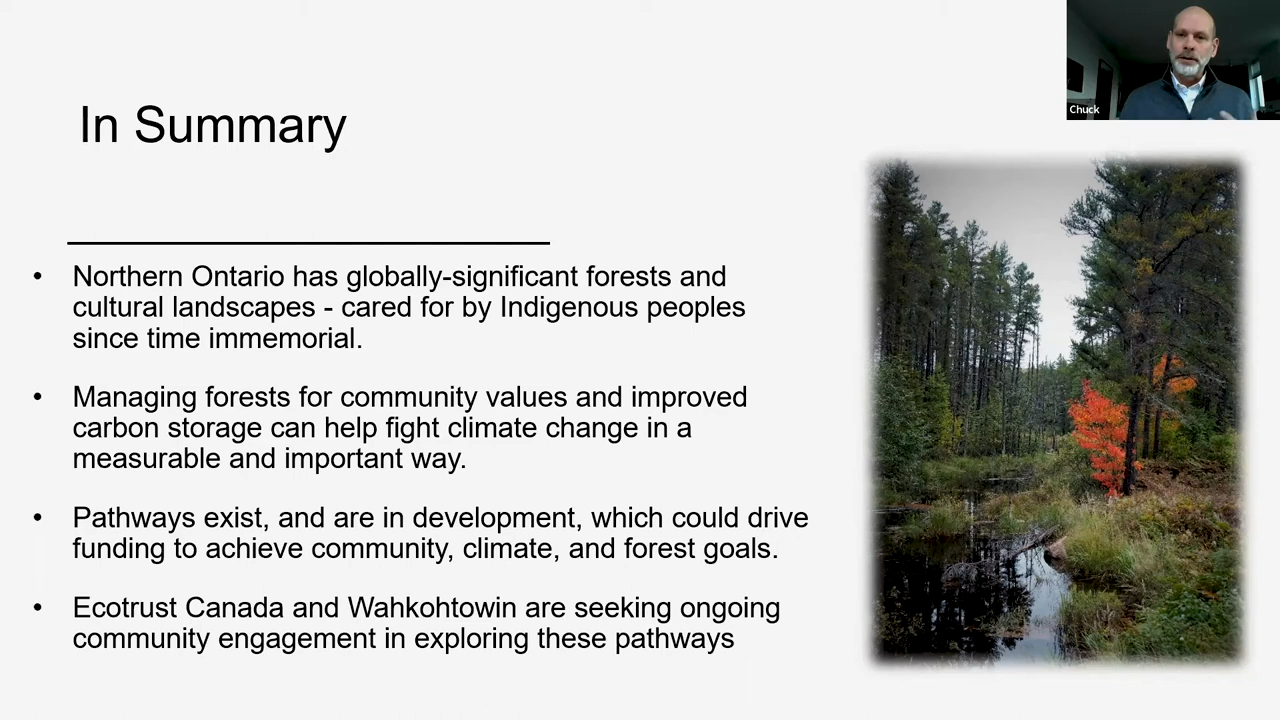 Chuck
In Summary
• Northern Ontario has globally-significant forests and
cultural landscapes - cared for by Indigenous peoples
since time immemorial.
• Managing forests for community values and improved
carbon storage can help fight climate change in a
measurable and important way.
• Pathways exist, and are in development, which could drive
funding to achieve community, climate, and forest goals.
• Ecotrust Canada and Wahkohtowin are seeking ongoing
community engagement in exploring these pathways